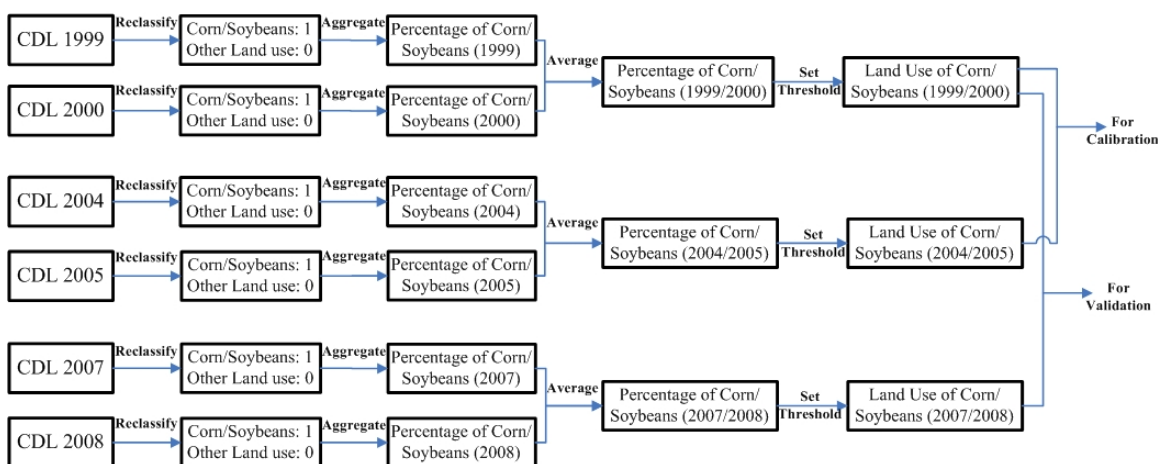 CDL 1999
Reclassify
Corn/Soybeans: 1
Other Land use: 0
Aggregate
Percentage of Corn/
Soybeans (1999)
CDL 2000
Reclassify
Corn/Soybeans: 1
Other Land use: 0
Aggregate
Percentage of Corn/
Soybeans (2000)
Average
Percentage of Corn/
Soybeans (1999/2000)
Set
Threshold
Land Use of Corn/
Soybeans (1999/2000)
For
Calibration
CDL 2004
Reclassify
Corn/Soybeans: 1
Other Land use: 0
Aggregate
Percentage of Corn/
Soybeans (2004)
CDL 2005
Reclassify
Corn/Soybeans: 1
Other Land use: 0
Aggregate
Percentage of Corn/
Soybeans (2005)
Average
Percentage of Corn/
Soybeans (2004/2005)
Set
Threshold
Land Use of Corn/
Soybeans (2004/2005)
For
Validation
CDL 2007
Reclassify
Corn/Soybeans: 1
Other Land use: 0
Aggregate
Percentage of Corn/
Soybeans (2007)
CDL 2008
Reclassify
Corn/Soybeans: 1
Other Land use: 0
Aggregate
Percentage of Corn/
Soybeans (2008)
Average
Percentage of Corn/
Soybeans (2007/2008)
Set
Threshold
Land Use of Corn/
Soybeans (2007/2008)